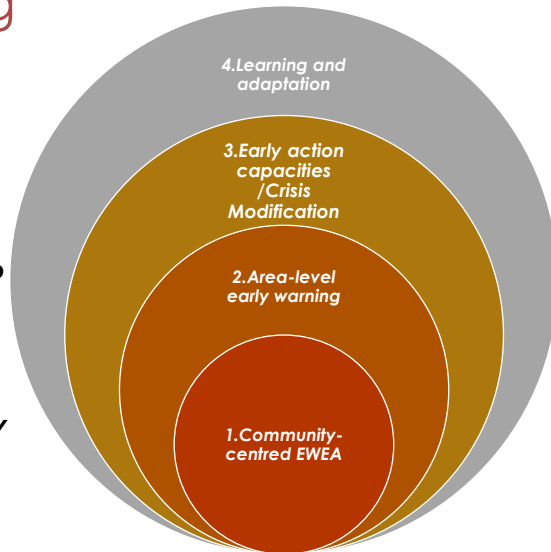 g
4.Learning and
adaptation
3.Early action
capacities
/Crisis
Modification
2.Area-level
early warning
1.Community-
centred EWEA